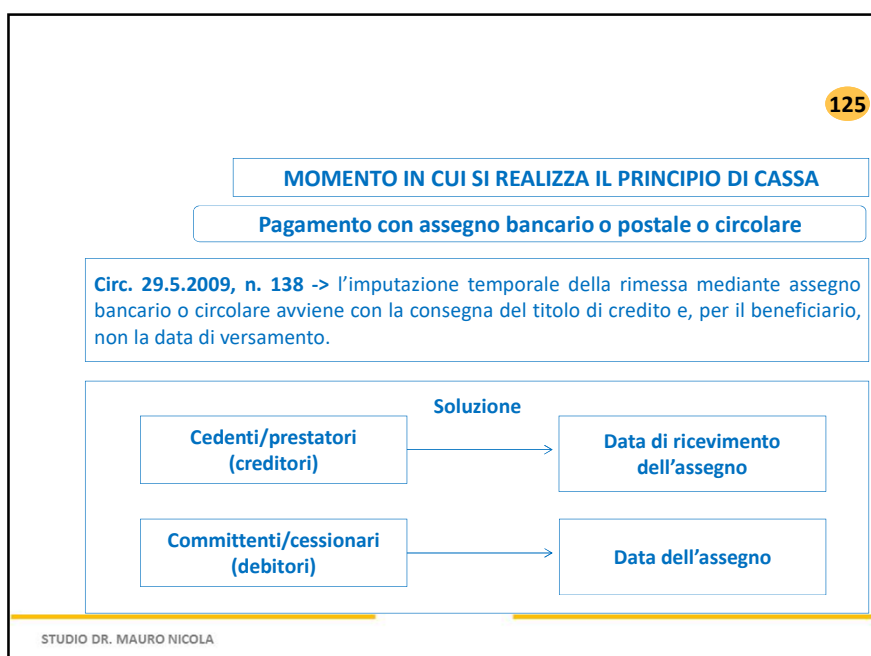 125
MOMENTO IN CUI SI REALIZZA IL PRINCIPIO DI CASSA
Pagamento con assegno bancario o postale o circolare
Circ. 29.5.2009, n. 138 -> l’imputazione temporale della rimessa mediante assegno
bancario o circolare avviene con la consegna del titolo di credito e, per il beneficiario,
non la data di versamento.
Soluzione
Cedenti/prestatori
(creditori)
Data di ricevimento
dell’assegno
Committenti/cessionari
(debitori)
Data dell’assegno
STUDIO DR. MAURO NICOLA